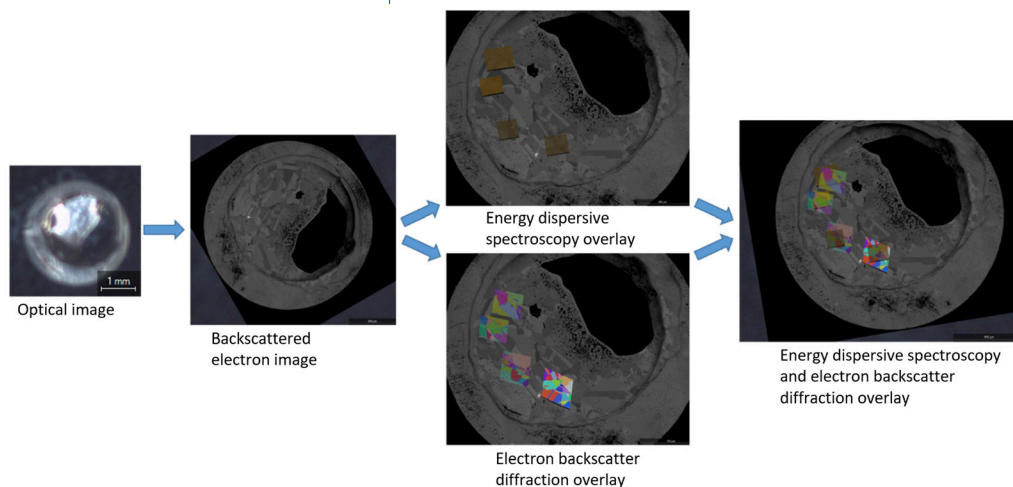 1 mm
Optical image
Backscattered
electron image
Energy dispersive
spectroscopy overlay
Electron backscatter
diffraction overlay
Energy dispersive spectroscopy
and electron backscatter
diffraction overlay